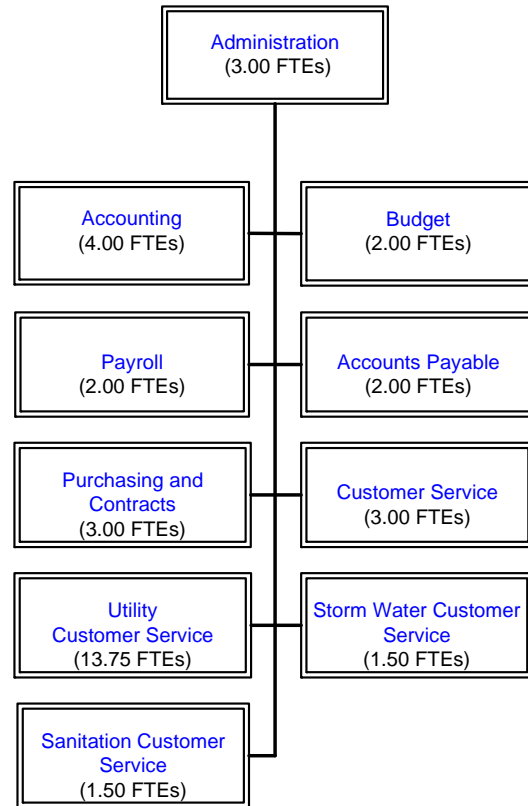 Administration
(3.00 FTEs)
Accounting
(4.00 FTEs)
Budget
(2.00 FTEs)
Payroll
(2.00 FTEs)
Accounts Payable
(2.00 FTEs)
Purchasing and
Contracts
(3.00 FTEs)
Customer Service
(3.00 FTEs)
Utility
Customer Service
(13.75 FTEs)
Storm Water Customer
Service
(1.50 FTEs)
Sanitation Customer
Service
(1.50 FTEs)